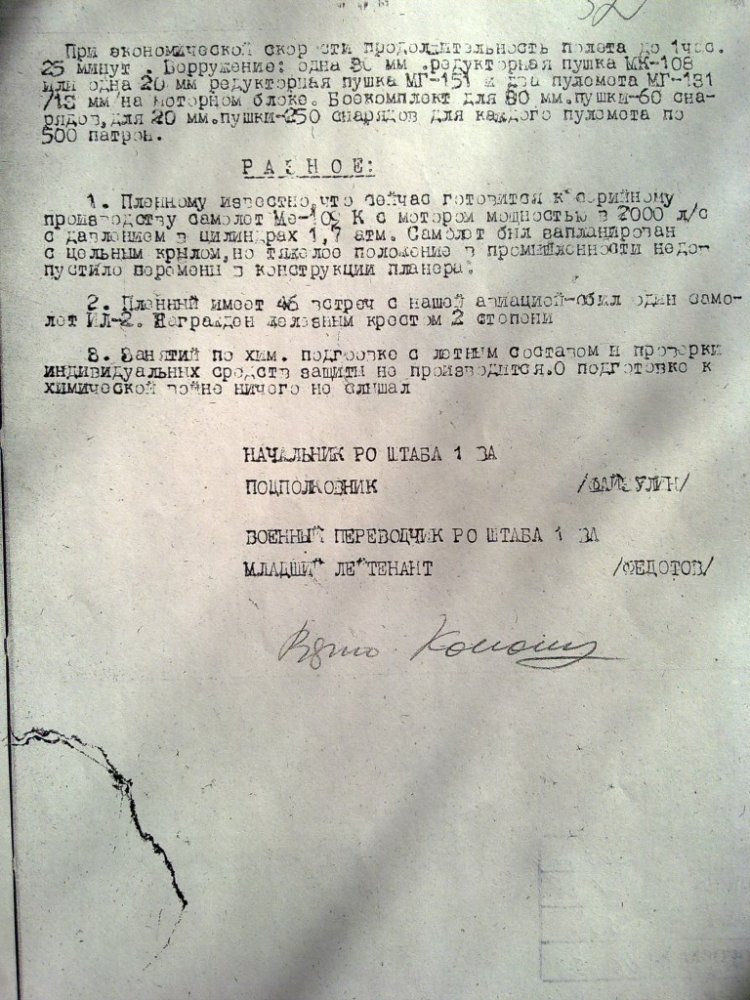 При экономической скорости продолжительность полета до 1час.
25 минут . Воружение: одна 30 мм .редукторная пушка МК-108
или одна 20 мм редукторная пушка МГ-151 и два пуломота МГ-131
/13 мм/на моторном блоке. Боекомплект для 30 мм.пушки-60 сна-
рядов,для 20 мм.пушки-250 снарядов для каждого пуломота по
500 патрон.
РАЗНОЕ:
1. Пленному известно,что сейчас готовится к серийному
производству самолет Ме-109 К с мотором мощностью в 2000 л/с
с давлением в цилиндрах 1,7 атм. Самолет был запланирован
с цельным крылом,но тяжелое положение в промышленности недо-
пустило перемени в конструкции планера.
2. Пленный имеет 46 встреч с нашей авиацией-сбил один само-
лет ИЛ-2. Награжден железным крестом 2 степени
3. Занятий по хим. подговке с летным составом и проверки
индивидуальных средств защити не производится.О подготовке к
химической войне ничего не слышал
НАЧАЛЬНИК РО ШТАБА 1 ВА
ПОДПОЛКОВНИК /ФАЙЗУЛИН/
ВОЕННЫЙ ПЕРЕВОДЧИК РО ШТАБА 1 ВА
МЛАДШИЙ ЛЕЙТЕНАНТ /ФЕДОТОВ/